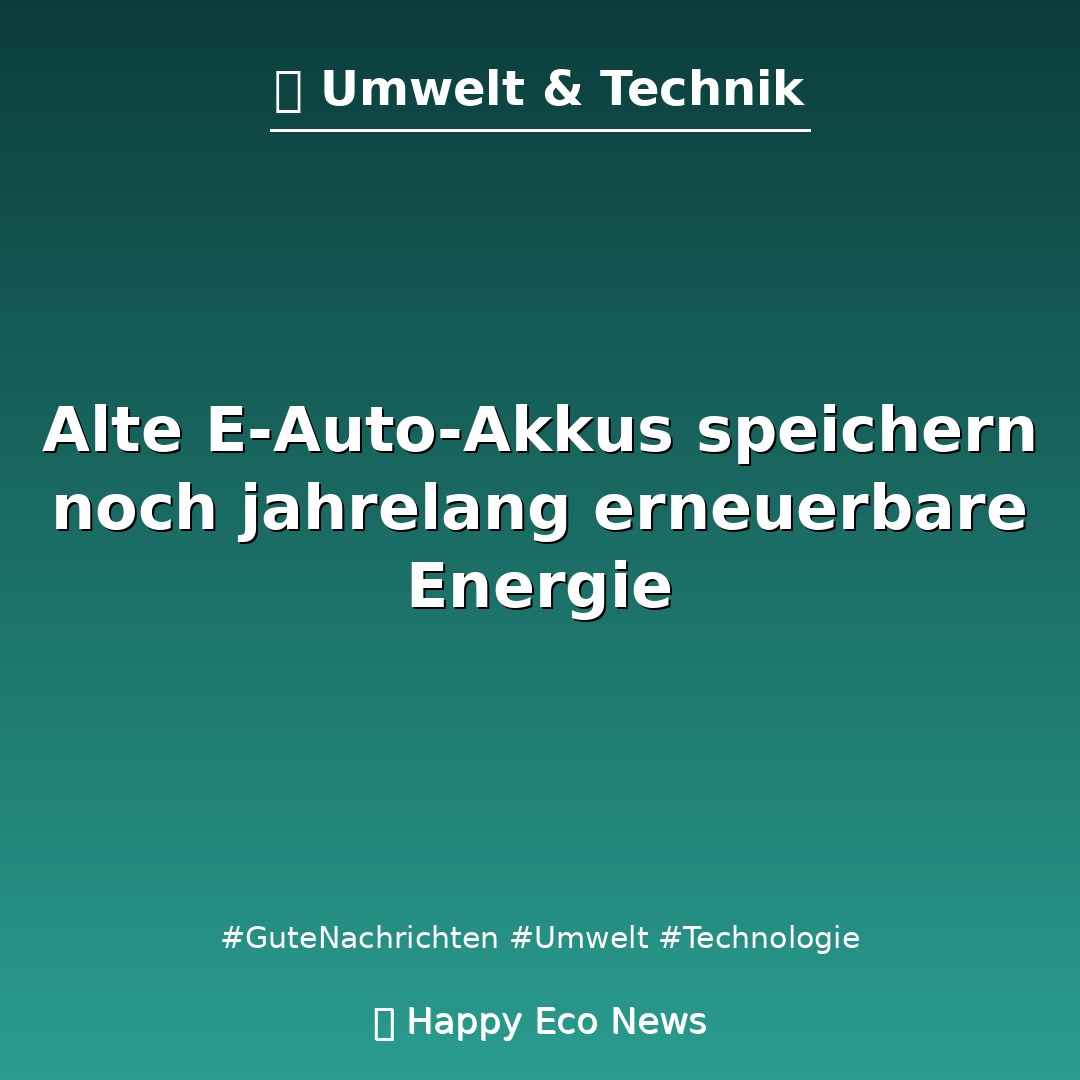 Umwelt & Technik
Alte E-Auto-Akkus speichern
noch jahrelang erneuerbare
Energie
#GuteNachrichten #Umwelt #Technologie
Happy Eco News